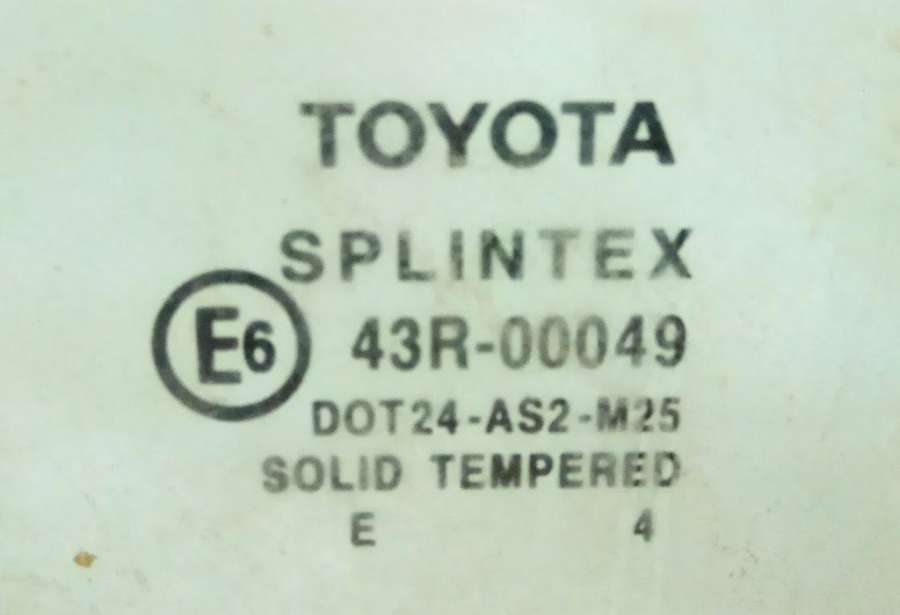 TOYOTA
SPLINTEX
E6 43R-00049
DOT24-AS2-M25
SOLID TEMPERED
E 4